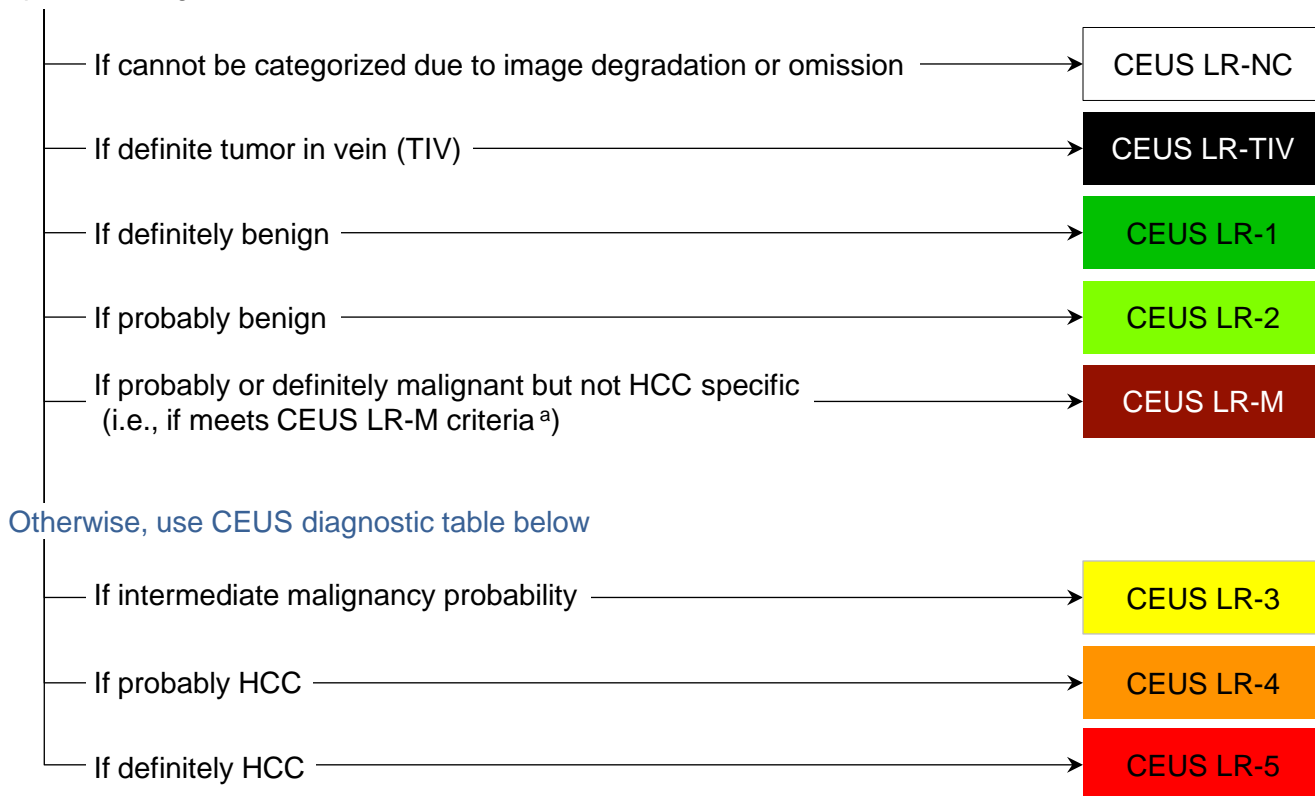 If cannot be categorized due to image degradation or omission
CEUS LR-NC
If definite tumor in vein (TIV)
CEUS LR-TIV
If definitely benign
CEUS LR-1
If probably benign
CEUS LR-2
If probably or definitely malignant but not HCC specific
(i.e., if meets CEUS LR-M criteria ᵃ)
CEUS LR-M
Otherwise, use CEUS diagnostic table below
If intermediate malignancy probability
CEUS LR-3
If probably HCC
CEUS LR-4
If definitely HCC
CEUS LR-5